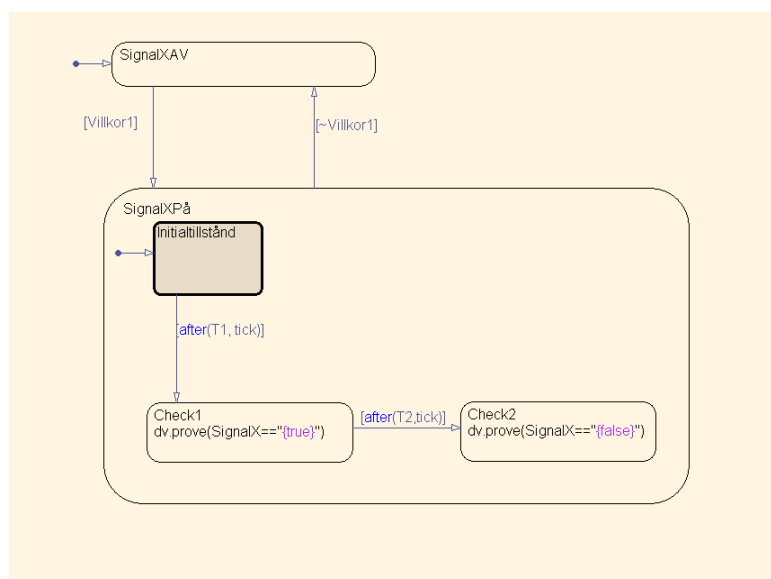 SignalXAV
[Villkor1]
[~Villkor1]
SignalXPå
Initialtillstånd
[after(T1, tick)]
Check1
dv.prove(SignalX=="{true}")
[after(T2,tick)]
Check2
dv.prove(SignalX=="{false}")